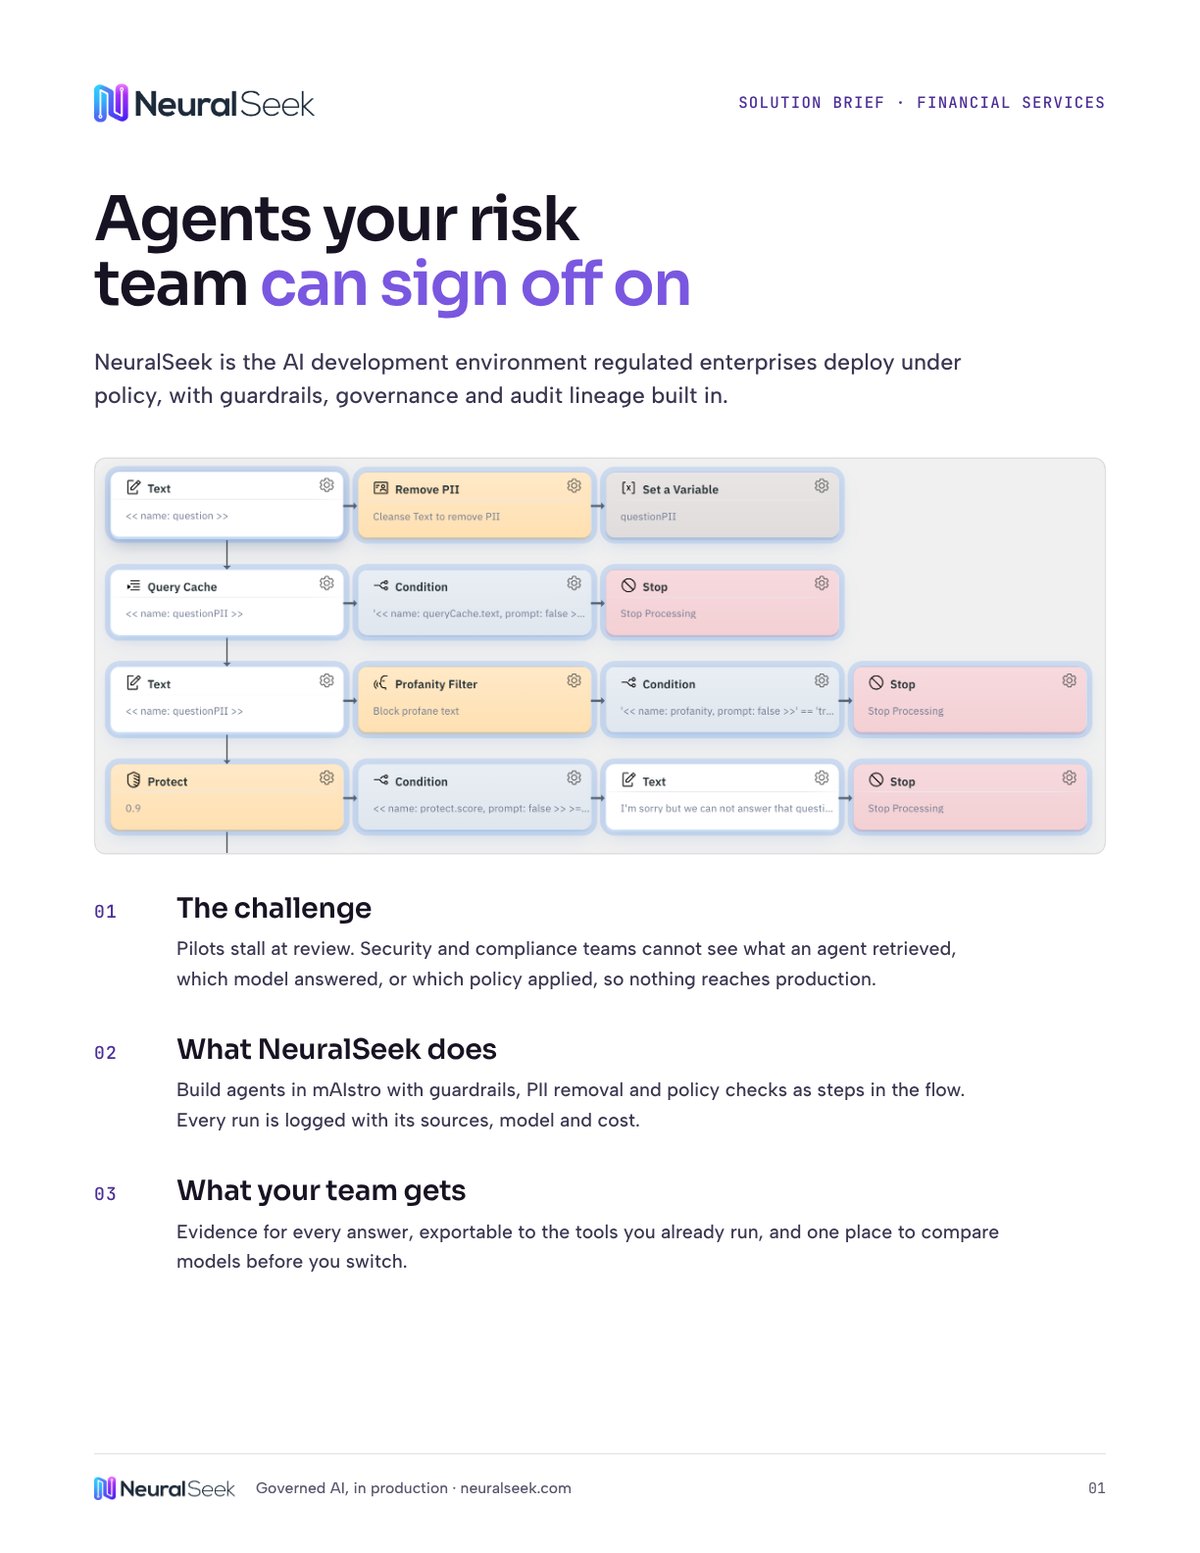 NeuralSeek
SOLUTION BRIEF · FINANCIAL SERVICES
Agents your risk
team can sign off on
NeuralSeek is the AI development environment regulated enterprises deploy under
policy, with guardrails, governance and audit lineage built in.
Text
<< name: question >>
Remove PII
Cleanse Text to remove PII
Set a Variable
questionPII
Query Cache
<< name: questionPII >>
Condition
'<< name: queryCache.text, prompt: false >...
Stop
Stop Processing
Text
<< name: questionPII >>
Profanity Filter
Block profane text
Condition
'<< name: profanity, prompt: false >>' == 'tr...
Stop
Stop Processing
Protect
0.9
Condition
<< name: protect.score, prompt: false >> >=...
Text
I'm sorry but we can not answer that questi...
Stop
Stop Processing
01
The challenge
Pilots stall at review. Security and compliance teams cannot see what an agent retrieved,
which model answered, or which policy applied, so nothing reaches production.
02
What NeuralSeek does
Build agents in mAIstro with guardrails, PII removal and policy checks as steps in the flow.
Every run is logged with its sources, model and cost.
03
What your team gets
Evidence for every answer, exportable to the tools you already run, and one place to compare
models before you switch.
NeuralSeek
Governed AI, in production · neuralseek.com
01